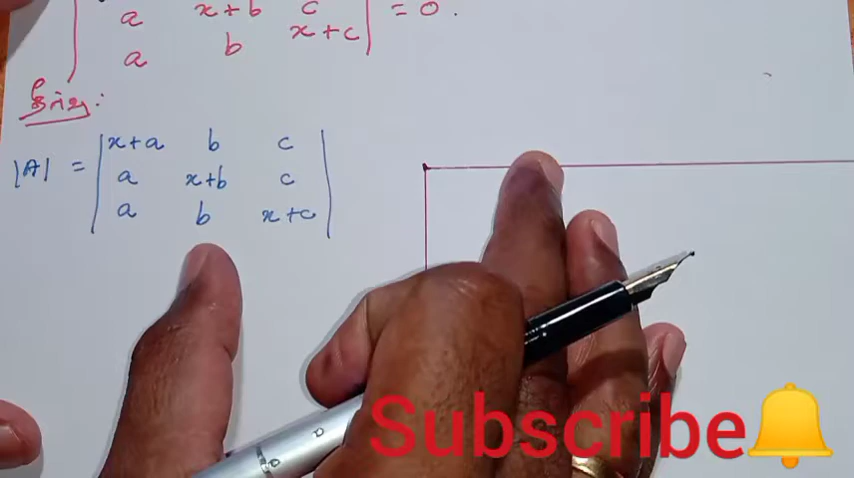 a x+b c
a b x+c = 0.
தீர்வு:
|A| = x+a b c
a x+b c
a b x+c
Subscribe